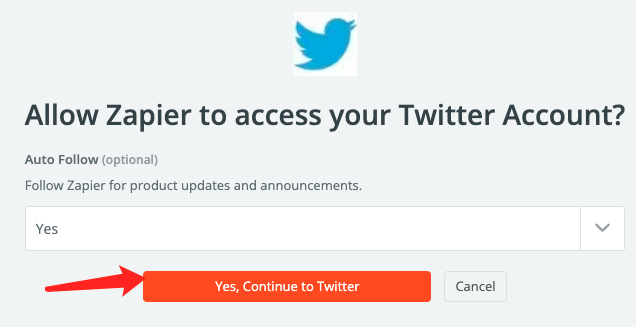 Allow Zapier to access your Twitter Account?
Auto Follow (optional)
Follow Zapier for product updates and announcements.
Yes
Yes, Continue to Twitter
Cancel